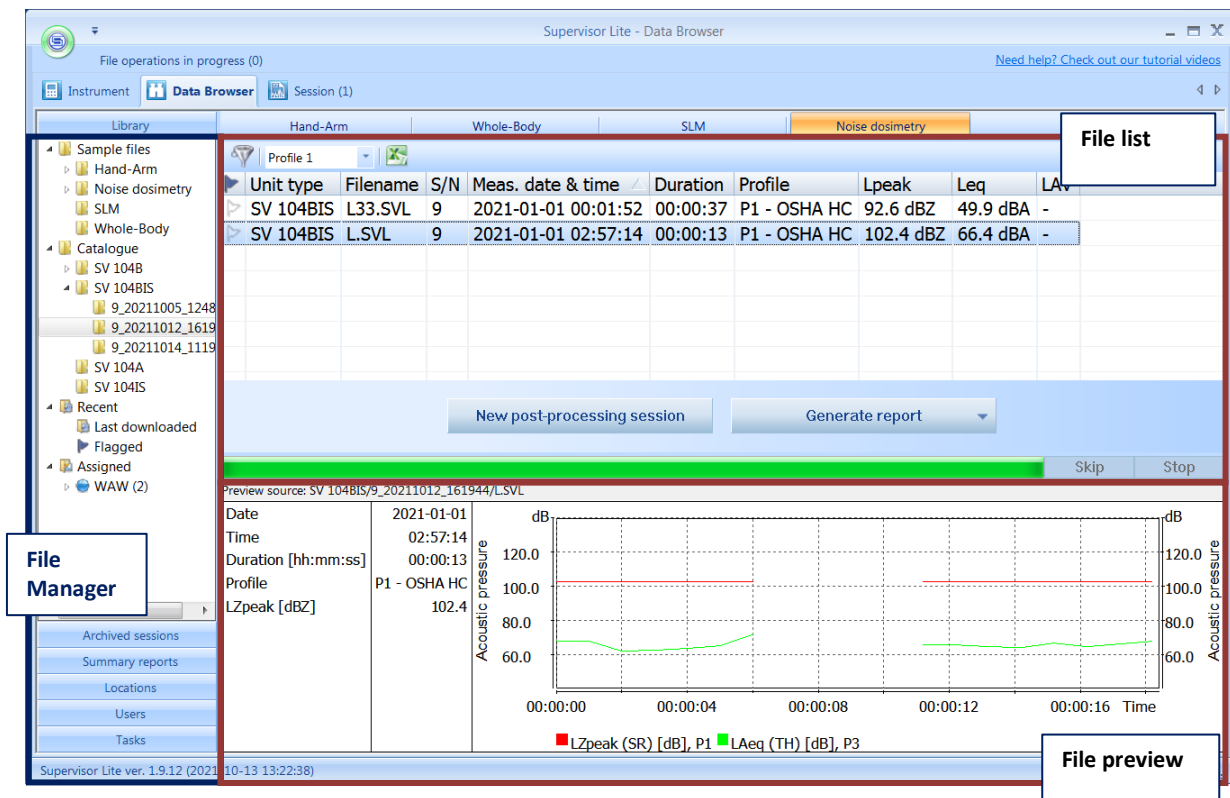 Supervisor Lite - Data Browser
File operations in progress (0)
Need help? Check out our tutorial videos
Instrument
Data Browser
Session (1)
Library
Hand-Arm
Whole-Body
SLM
Noise dosimetry
File list
Sample files
Hand-Arm
Noise dosimetry
SLM
Whole-Body
Catalogue
SV 104B
SV 104BIS
9_20211005_1248
9_20211012_1619
9_20211014_1119
SV 104A
SV 104IS
Recent
Last downloaded
Flagged
Assigned
WAW (2)
File Manager
Archived sessions
Summary reports
Locations
Users
Tasks
Profile 1
Unit type Filename S/N Meas. date & time Duration Profile Lpeak Leq LAV
SV 104BIS L33.SVL 9 2021-01-01 00:01:52 00:00:37 P1 - OSHA HC 92.6 dBZ 49.9 dBA -
SV 104BIS L.SVL 9 2021-01-01 02:57:14 00:00:13 P1 - OSHA HC 102.4 dBZ 66.4 dBA -
New post-processing session
Generate report
Skip
Stop
Preview source: SV 104BIS/9_20211012_161944/L.SVL
Date 2021-01-01
Time 02:57:14
Duration [hh:mm:ss] 00:00:13
Profile P1 - OSHA HC
LZpeak [dBZ] 102.4
dB
120.0
100.0
80.0
60.0
Acoustic pressure
dB
120.0
100.0
80.0
60.0
Acoustic pressure
00:00:00 00:00:04 00:00:08 00:00:12 00:00:16 Time
LZpeak (SR) [dB], P1 LAeq (TH) [dB], P3
File preview
Supervisor Lite ver. 1.9.12 (2021-10-13 13:22:38)